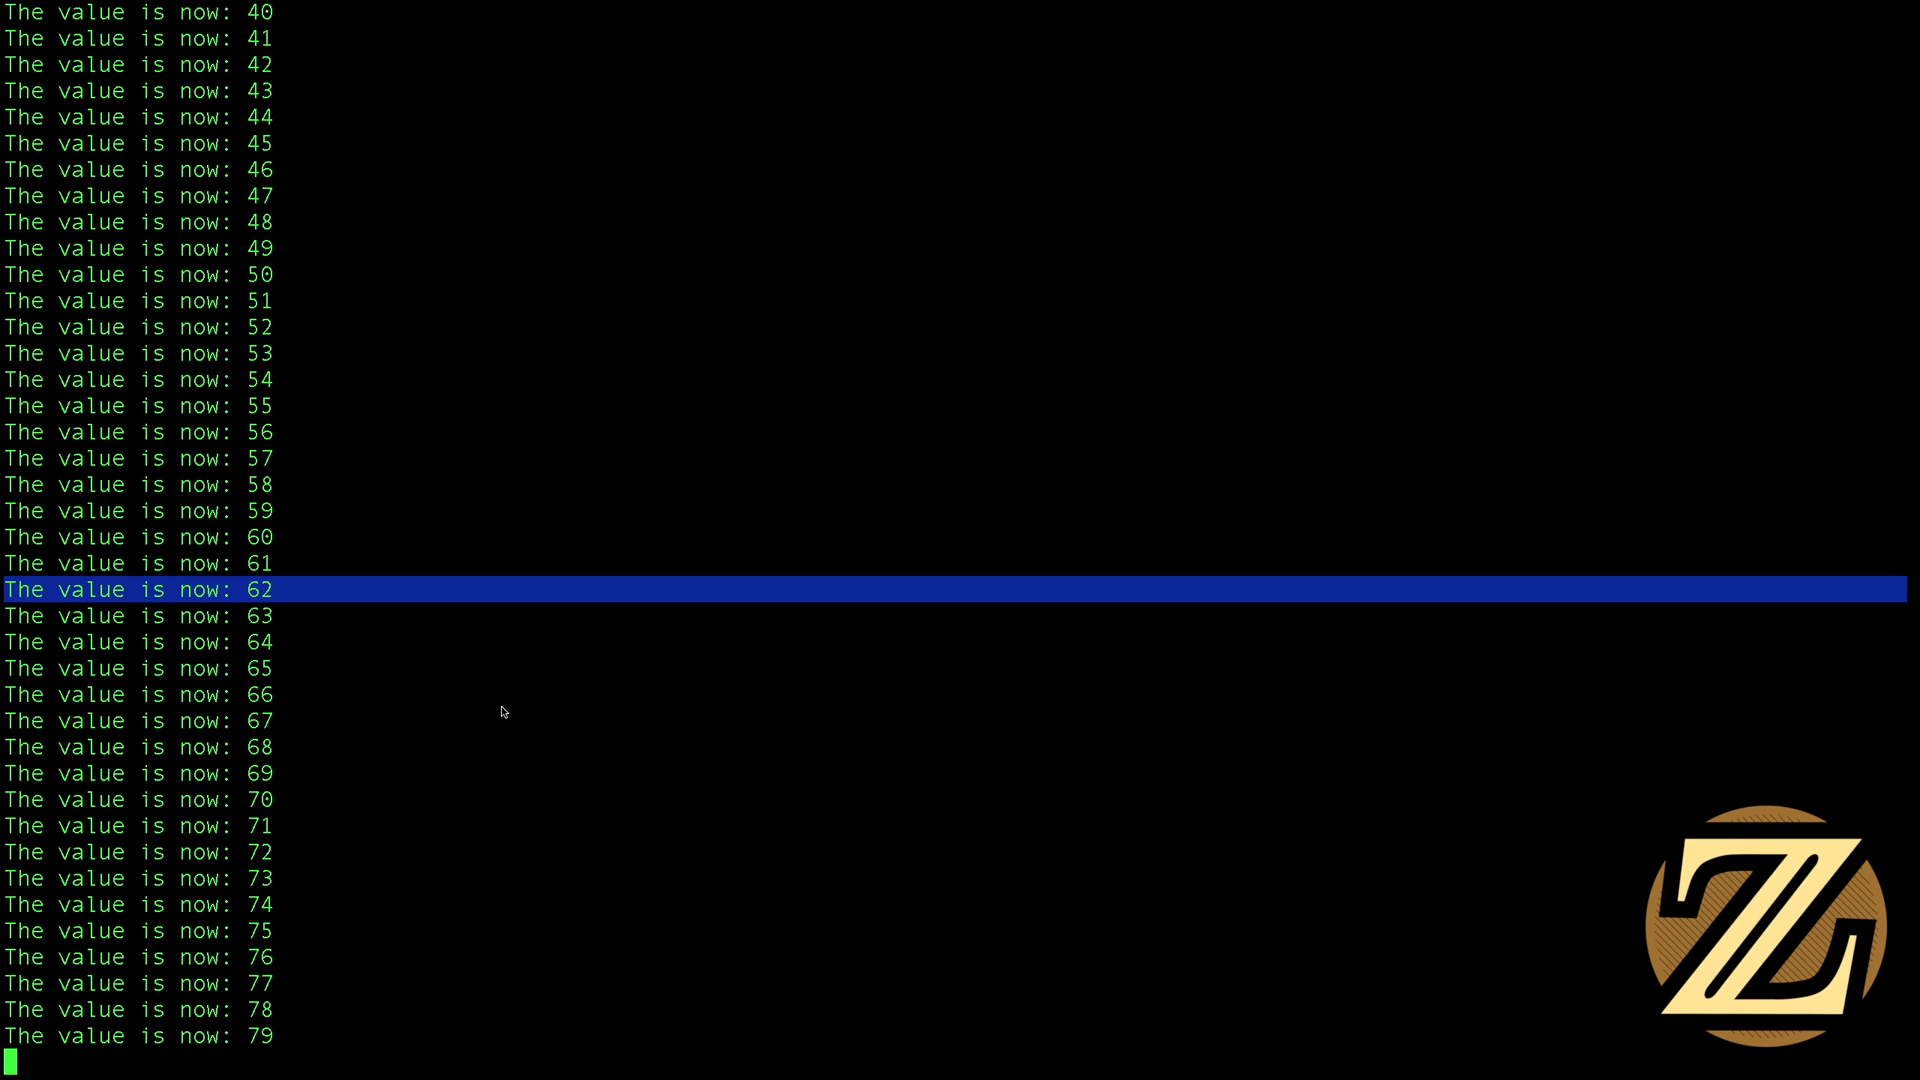 The value is now: 40
The value is now: 41
The value is now: 42
The value is now: 43
The value is now: 44
The value is now: 45
The value is now: 46
The value is now: 47
The value is now: 48
The value is now: 49
The value is now: 50
The value is now: 51
The value is now: 52
The value is now: 53
The value is now: 54
The value is now: 55
The value is now: 56
The value is now: 57
The value is now: 58
The value is now: 59
The value is now: 60
The value is now: 61
The value is now: 62
The value is now: 63
The value is now: 64
The value is now: 65
The value is now: 66
The value is now: 67
The value is now: 68
The value is now: 69
The value is now: 70
The value is now: 71
The value is now: 72
The value is now: 73
The value is now: 74
The value is now: 75
The value is now: 76
The value is now: 77
The value is now: 78
The value is now: 79
Z